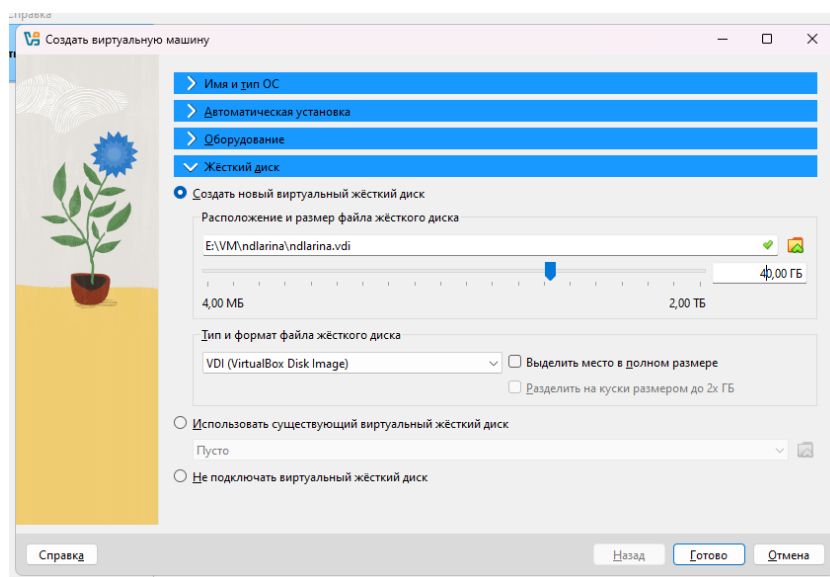 Справка
Создать виртуальную машину
Имя и тип ОС
Автоматическая установка
Оборудование
Жёсткий диск
Создать новый виртуальный жёсткий диск
Расположение и размер файла жёсткого диска
E:\VM\ndlarina\ndlarina.vdi
40,00 ГБ
4,00 МБ 2,00 ТБ
Тип и формат файла жёсткого диска
VDI (VirtualBox Disk Image) Выделить место в полном размере
Разделить на куски размером до 2х ГБ
Использовать существующий виртуальный жёсткий диск
Пусто
Не подключать виртуальный жёсткий диск
Справка Назад Готово Отмена